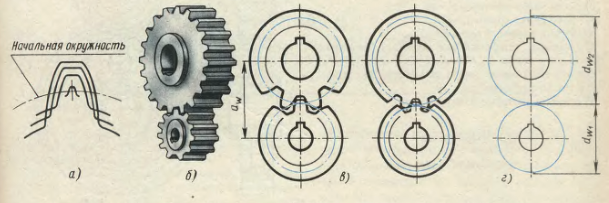 Начальная окружность
a_w
d_w2
d_w1
а)
б)
в)
г)